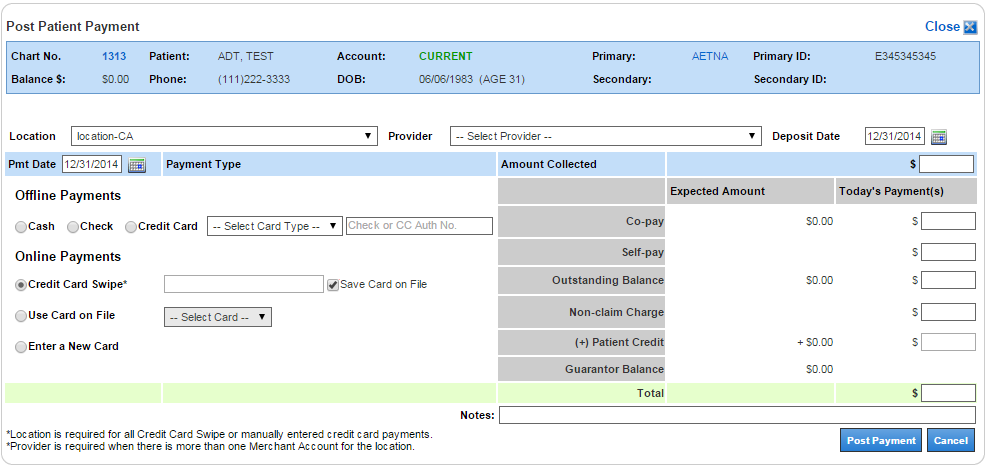 Post Patient Payment Close
Chart No. 1313 Patient: ADT, TEST Account: CURRENT Primary: AETNA Primary ID: E345345345
Balance $: $0.00 Phone: (111)222-3333 DOB: 06/06/1983 (AGE 31) Secondary: Secondary ID:
Location location-CA Provider -- Select Provider -- Deposit Date 12/31/2014
Pmt Date 12/31/2014 Payment Type Amount Collected $
Offline Payments Expected Amount Today's Payment(s)
Cash Check Credit Card -- Select Card Type -- Check or CC Auth No. Co-pay $0.00 $
Self-pay $
Online Payments
Credit Card Swipe* Save Card on File Outstanding Balance $0.00 $
Use Card on File -- Select Card -- Non-claim Charge $
Enter a New Card (+) Patient Credit + $0.00 $
Guarantor Balance $0.00
Total $
Notes:
*Location is required for all Credit Card Swipe or manually entered credit card payments.
*Provider is required when there is more than one Merchant Account for the location.
Post Payment Cancel